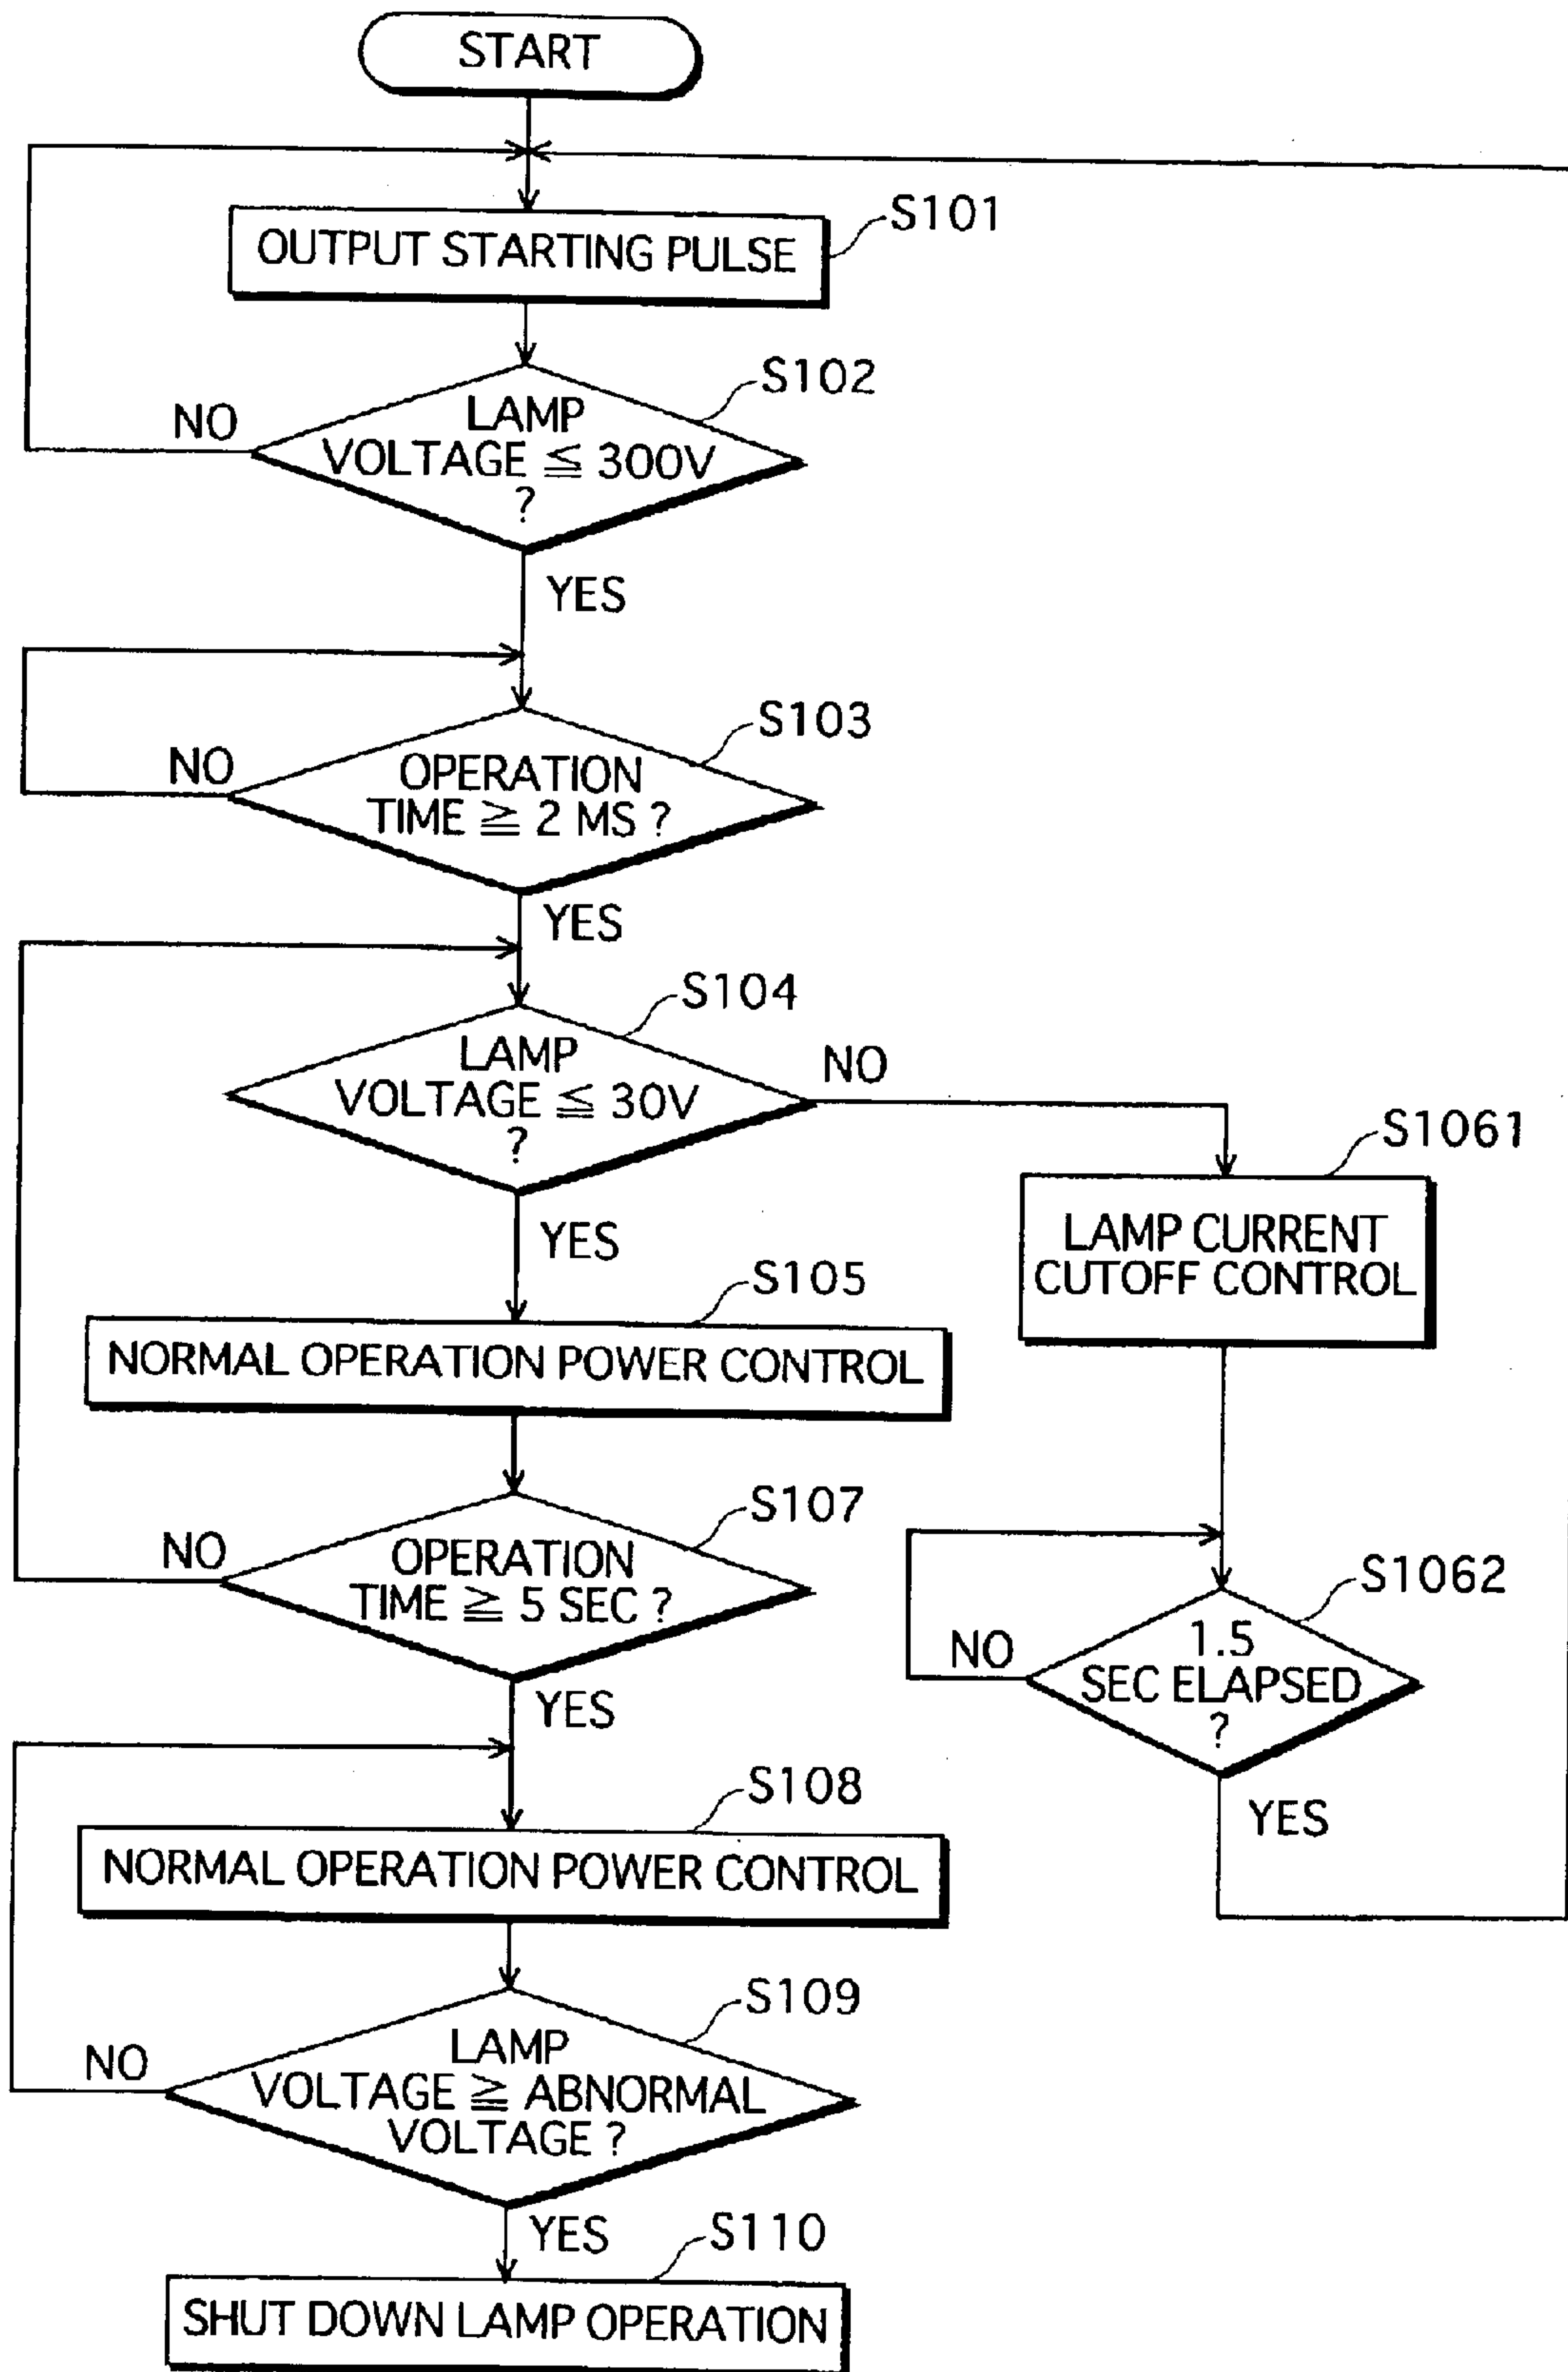 START
OUTPUT STARTING PULSE
S101
LAMP
VOLTAGE ≦ 300V
?
S102
NO
YES
OPERATION
TIME ≧ 2 MS ?
S103
NO
YES
LAMP
VOLTAGE ≦ 30V
?
S104
NO
YES
LAMP CURRENT
CUTOFF CONTROL
S1061
NORMAL OPERATION POWER CONTROL
S105
OPERATION
TIME ≧ 5 SEC ?
S107
NO
YES
1.5
SEC ELAPSED
?
S1062
NO
YES
NORMAL OPERATION POWER CONTROL
S108
LAMP
VOLTAGE ≧ ABNORMAL
VOLTAGE ?
S109
NO
YES
SHUT DOWN LAMP OPERATION
S110